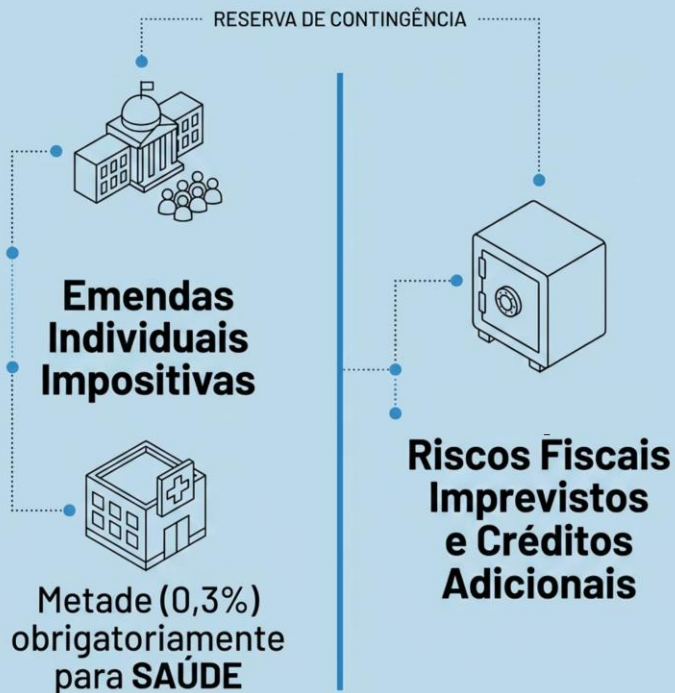 RESERVA DE CONTINGÊNCIA
Emendas
Individuais
Impositivas
Metade (0,3%)
obrigatoriamente
para SAÚDE
Riscos Fiscais
Imprevistos
e Créditos
Adicionais